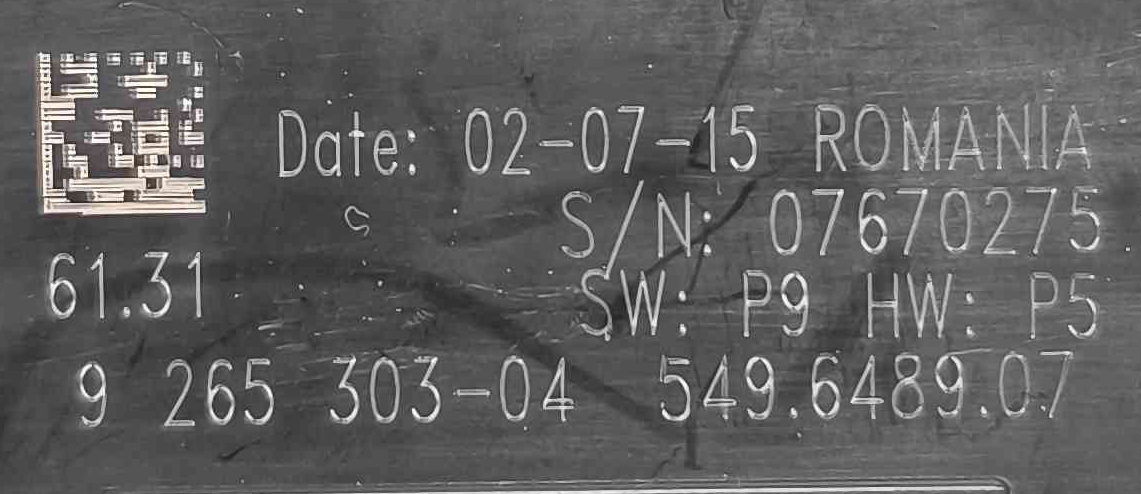 Date: 02-07-15 ROMANIA
S/N: 07670275
61.31 SW: P9 HW: P5
9 265 303-04 549.6489.07